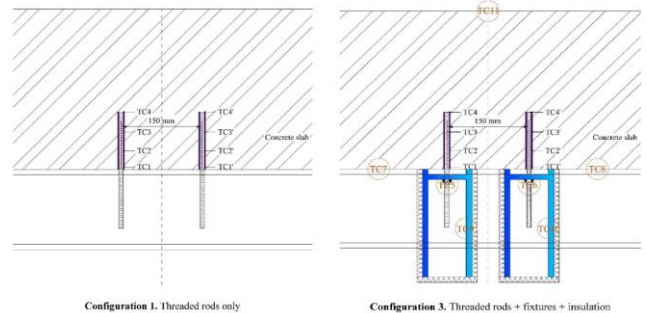 TC11
TC4 TC4' TC4 TC4'
150 mm 150 mm
TC3 TC3' TC3 TC3'
Concrete slab Concrete slab
TC2 TC2' TC2 TC2'
TC1 TC1' TC7 TC1 TC1' TC8
TC6
Configuration 1. Threaded rods only
Configuration 3. Threaded rods + fixtures + insulation